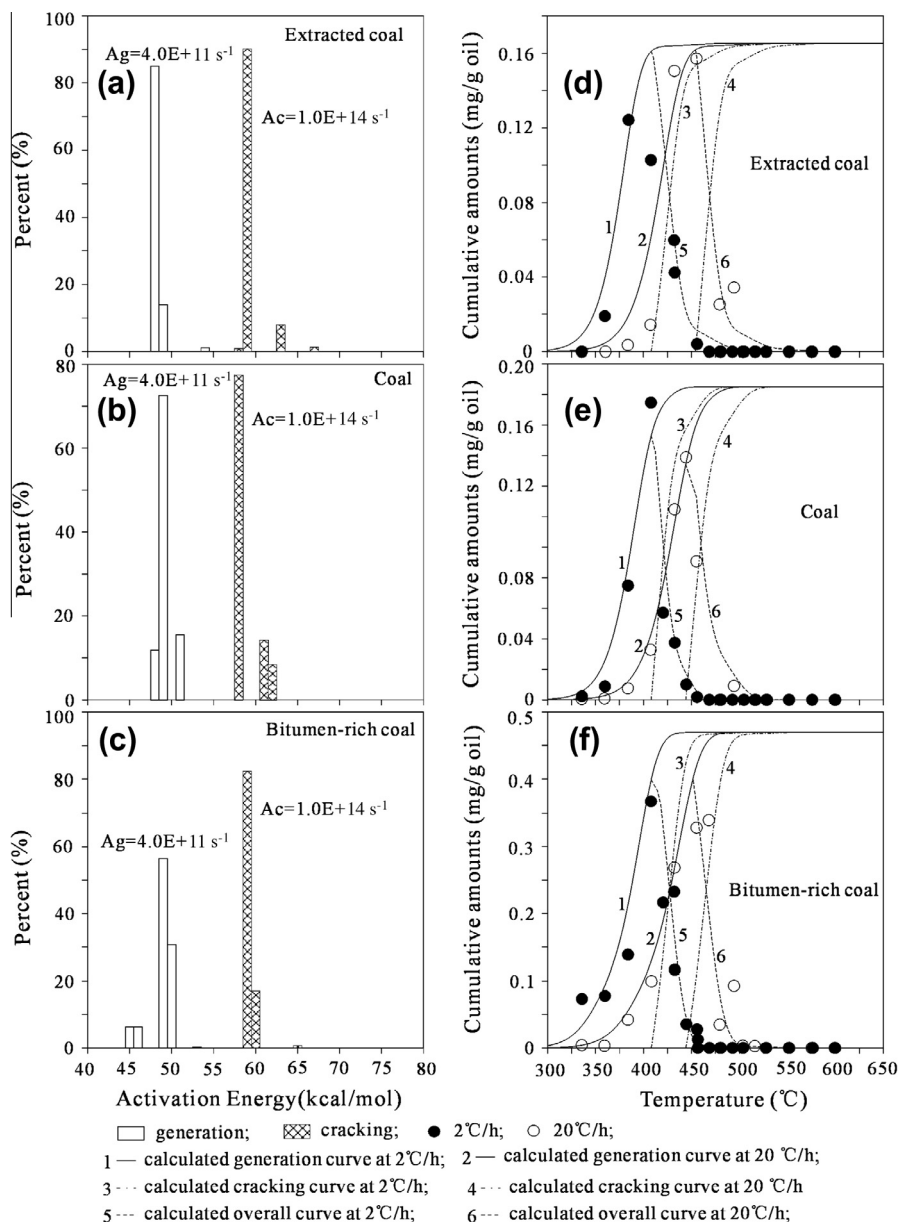 100
80
60
40
20
0
Percent (%)
(a)
Extracted coal
Ag=4.0E+11 s⁻¹
Ac=1.0E+14 s⁻¹
80
60
40
20
0
Percent (%)
(b)
Coal
Ag=4.0E+11 s⁻¹
Ac=1.0E+14 s⁻¹
100
80
60
40
20
0
Percent (%)
(c)
Bitumen-rich coal
Ag=4.0E+11 s⁻¹
Ac=1.0E+14 s⁻¹
40 45 50 55 60 65 70 75 80
Activation Energy(kcal/mol)
0.16
0.12
0.08
0.04
0
Cumulative amounts (mg/g oil)
(d)
Extracted coal
1
2
3
4
5
6
0.20
0.16
0.12
0.08
0.04
0
Cumulative amounts (mg/g oil)
(e)
Coal
1
2
3
4
5
6
0.5
0.4
0.3
0.2
0.1
0
Cumulative amounts (mg/g oil)
(f)
Bitumen-rich coal
1
2
3
4
5
6
300 350 400 450 500 550 600 650
Temperature (℃)
generation; cracking; 2℃/h; 20℃/h;
1 — calculated generation curve at 2℃/h; 2 — calculated generation curve at 20 ℃/h;
3 -·- calculated cracking curve at 2℃/h; 4 -·- calculated cracking curve at 20 ℃/h
5 --- calculated overall curve at 2℃/h; 6 --- calculated overall curve at 20℃/h;